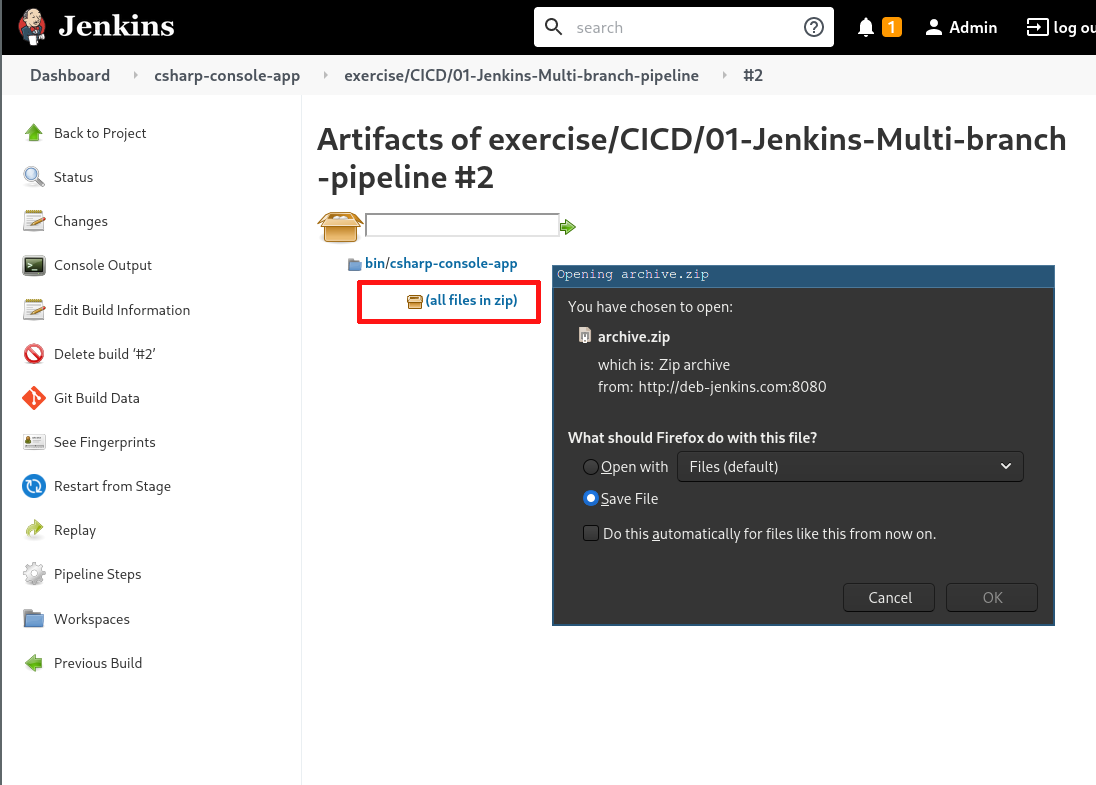 Jenkins
search
1
Admin
log ou
Dashboard
csharp-console-app
exercise/CICD/01-Jenkins-Multi-branch-pipeline
#2
Back to Project
Status
Changes
Console Output
Edit Build Information
Delete build ‘#2’
Git Build Data
See Fingerprints
Restart from Stage
Replay
Pipeline Steps
Workspaces
Previous Build
Artifacts of exercise/CICD/01-Jenkins-Multi-branch
-pipeline #2
bin/csharp-console-app
(all files in zip)
Opening archive.zip
You have chosen to open:
archive.zip
which is: Zip archive
from: http://deb-jenkins.com:8080
What should Firefox do with this file?
Open with
Files (default)
Save File
Do this automatically for files like this from now on.
Cancel
OK